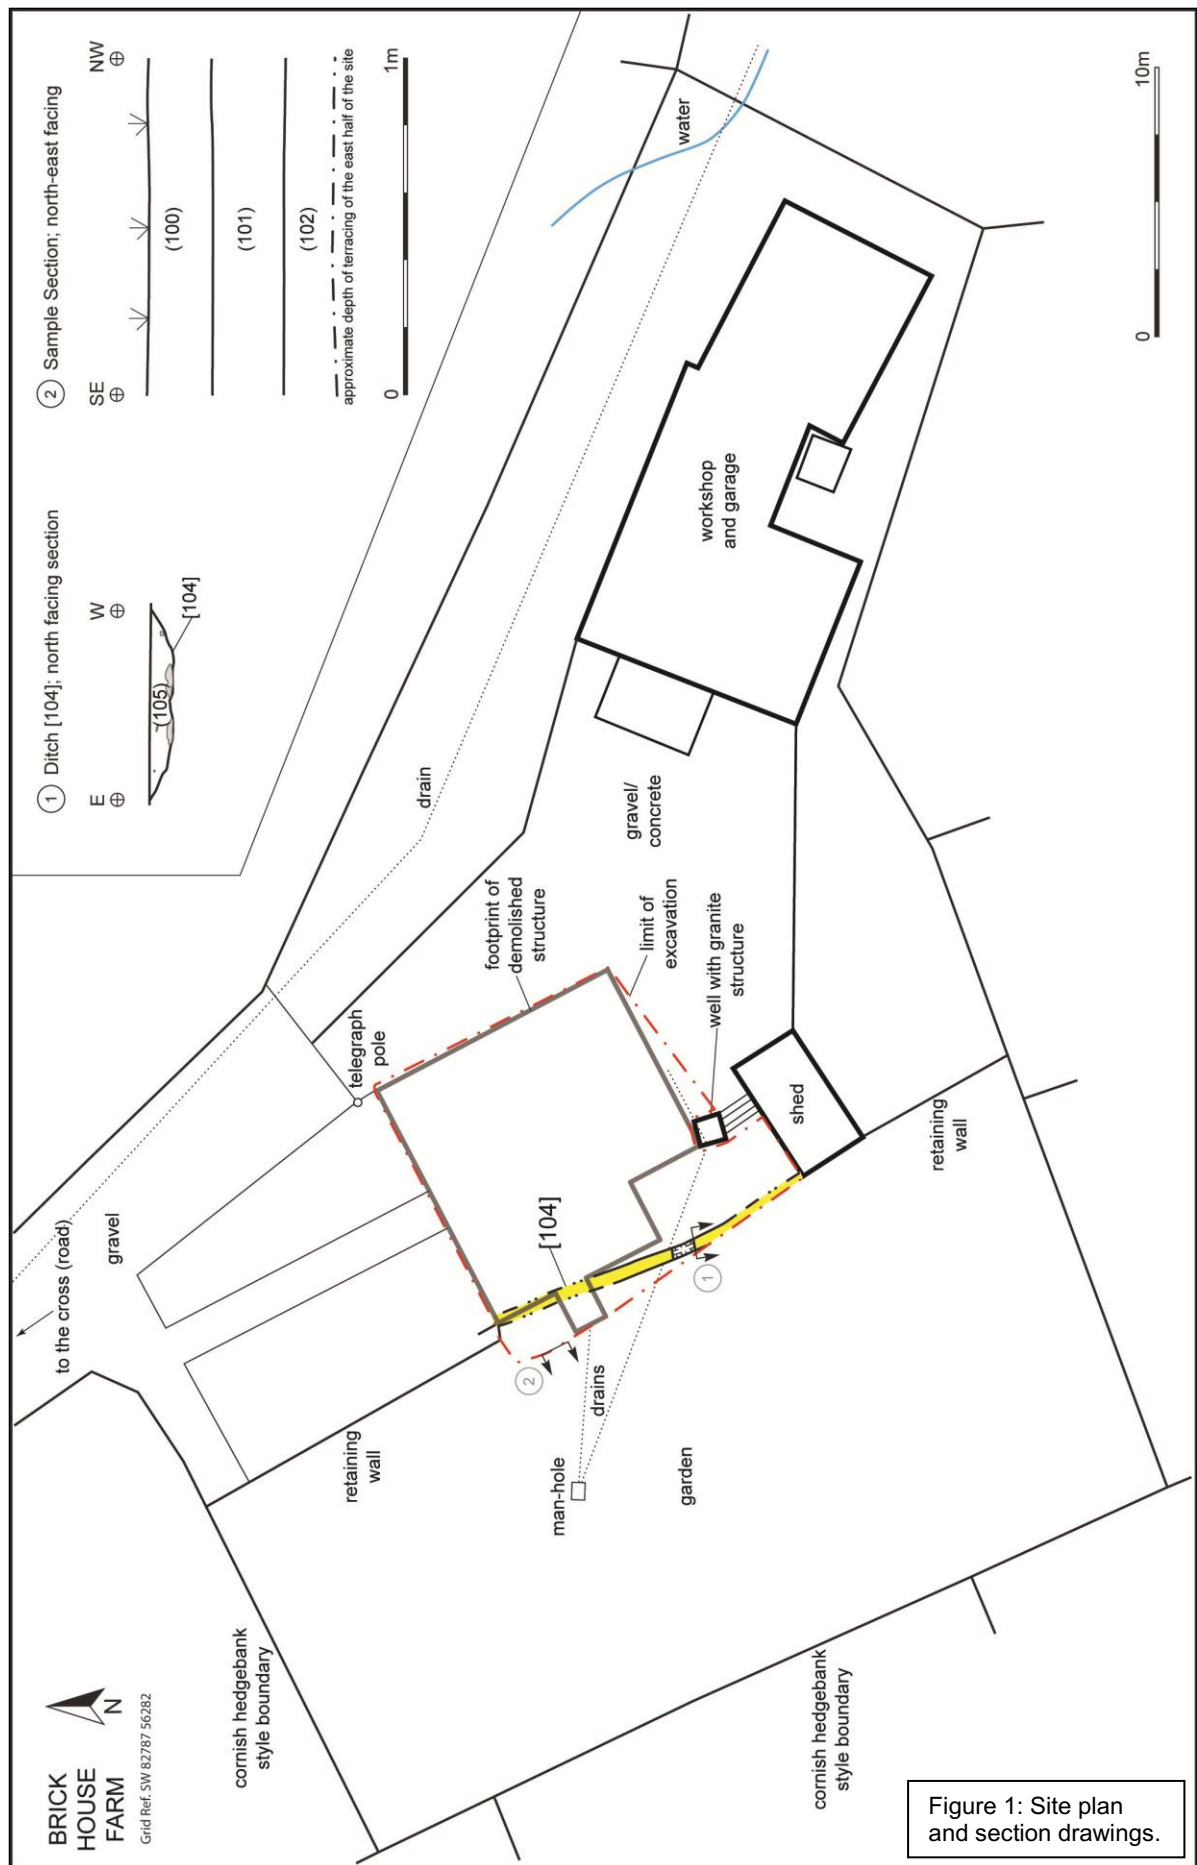 BRICK
HOUSE
FARM
N
Grid Ref. SW 82787 56282
1 Ditch [104]; north facing section
E
W
(105)
[104]
2 Sample Section; north-east facing
SE
NW
(100)
(101)
(102)
approximate depth of terracing of the east half of the site
0
1m
to the cross (road)
gravel
cornish hedgebank
style boundary
retaining
wall
telegraph
pole
footprint of
demolished
structure
drain
water
workshop
and garage
gravel/
concrete
limit of
excavation
well with granite
structure
[104]
2
drains
man-hole
garden
1
shed
retaining
wall
cornish hedgebank
style boundary
0
10m
Figure 1: Site plan
and section drawings.